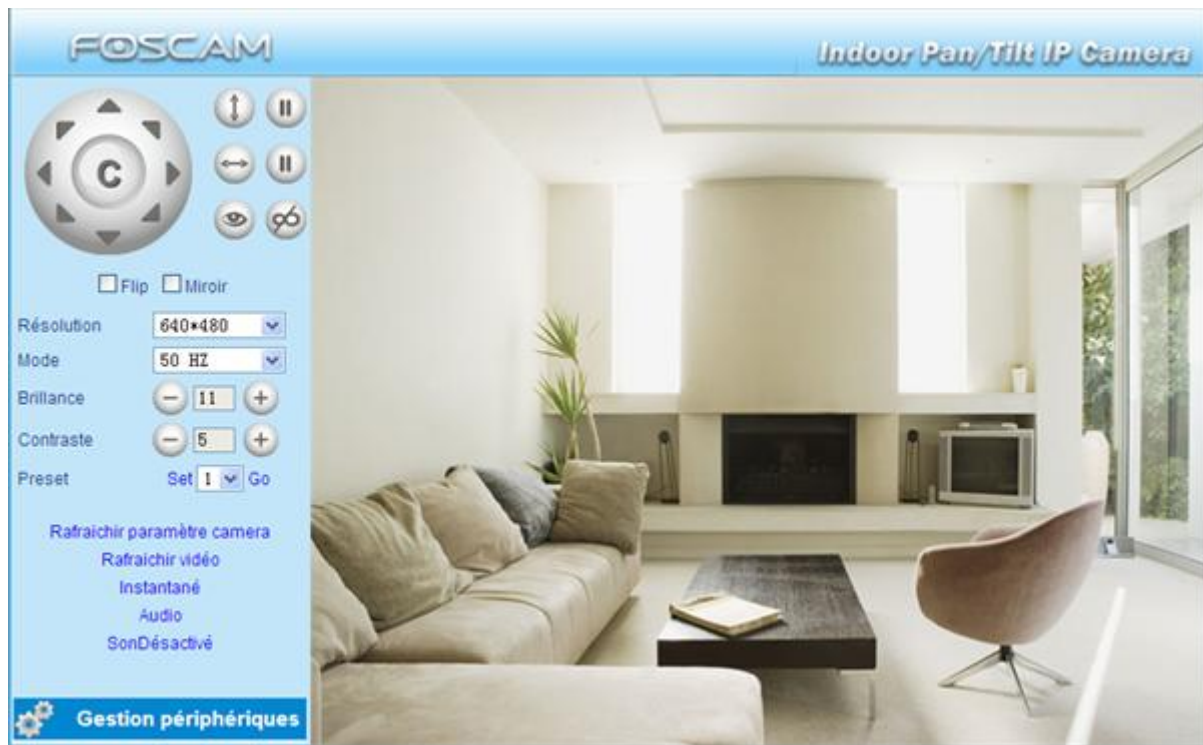 FOSCAM
Indoor Pan/Tilt IP Camera
C
Flip Miroir
Résolution 640*480
Mode 50 HZ
Brillance 11
Contraste 5
Preset Set 1 Go
Rafraichir paramètre camera
Rafraichir vidéo
Instantané
Audio
SonDésactivé
Gestion périphériques